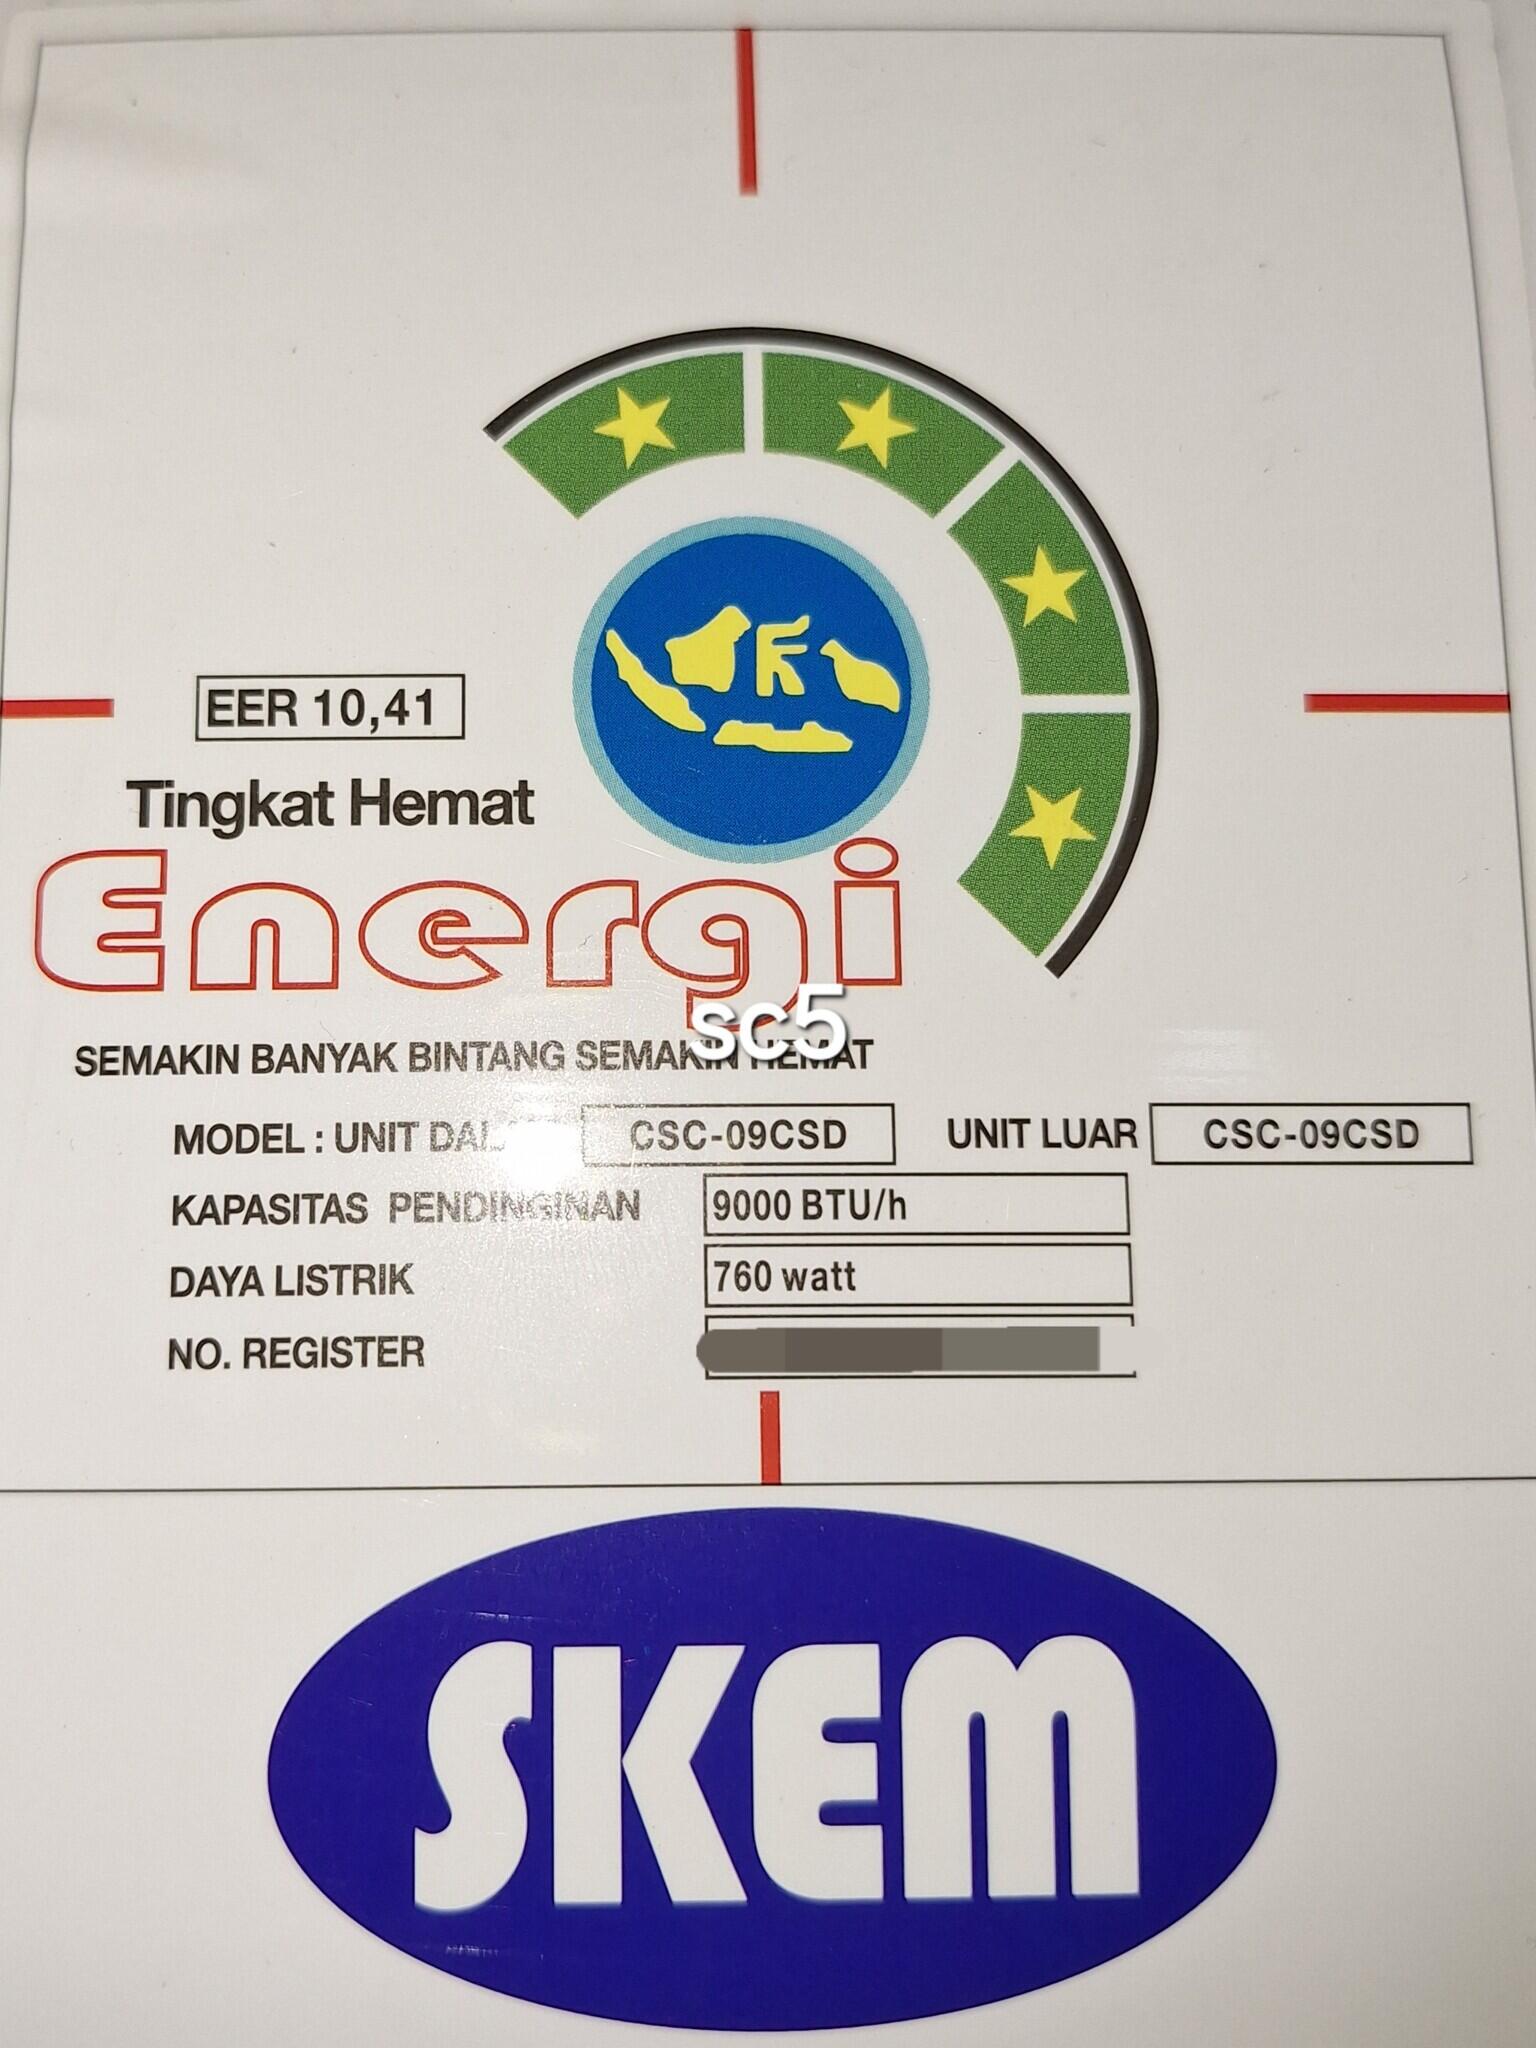 EER 10,41
Tingkat Hemat
Energi
sc5
SEMAKIN BANYAK BINTANG SEMAKIN HEMAT
MODEL : UNIT CSC-09CSD UNIT LUAR CSC-09CSD
KAPASITAS PENDINGINAN 9000 BTU/h
DAYA LISTRIK 760 watt
NO. REGISTER
SKEM